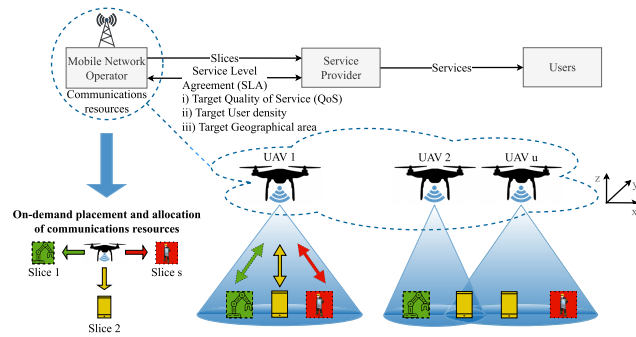 Mobile Network
Operator
Communications
resources
Slices
Service Level
Agreement (SLA)
i) Target Quality of Service (QoS)
ii) Target User density
iii) Target Geographical area
Service
Provider
Services
Users
UAV 1
UAV 2
UAV u
z
y
x
On-demand placement and allocation
of communications resources
Slice 1
Slice s
Slice 2